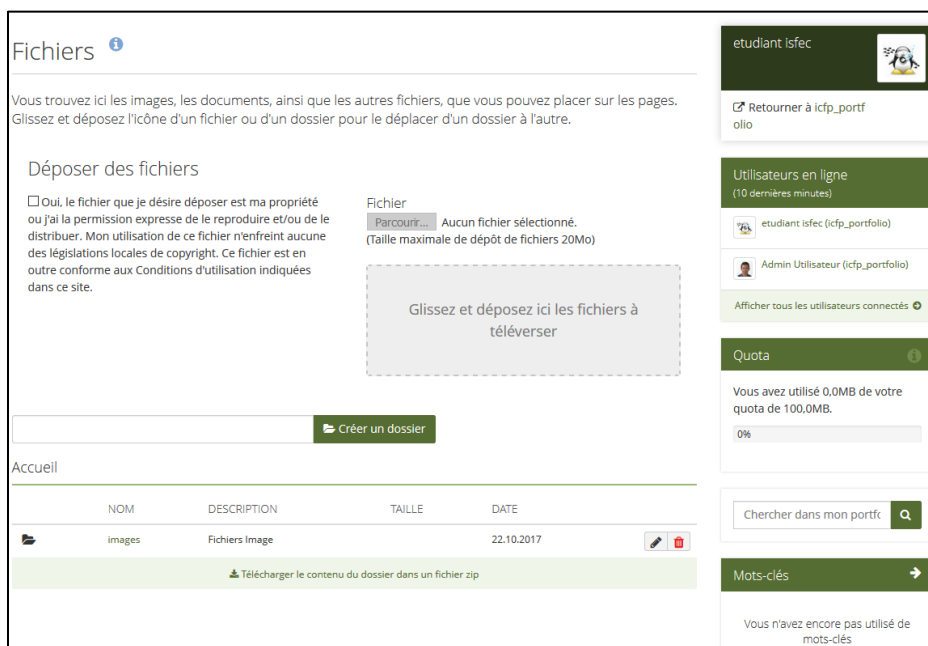 Fichiers
Vous trouvez ici les images, les documents, ainsi que les autres fichiers, que vous pouvez placer sur les pages.
Glissez et déposez l'icône d'un fichier ou d'un dossier pour le déplacer d'un dossier à l'autre.
Déposer des fichiers
Oui, le fichier que je désire déposer est ma propriété
ou j'ai la permission expresse de le reproduire et/ou de le
distribuer. Mon utilisation de ce fichier n'enfreint aucune
des législations locales de copyright. Ce fichier est en
outre conforme aux Conditions d'utilisation indiquées
dans ce site.
Fichier
Parcourir... Aucun fichier sélectionné.
(Taille maximale de dépôt de fichiers 20Mo)
Glissez et déposez ici les fichiers à
téléverser
Créer un dossier
Accueil
NOM DESCRIPTION TAILLE DATE
images Fichiers Image 22.10.2017
Télécharger le contenu du dossier dans un fichier zip
etudiant isfec
Retourner à icfp_portf
olio
Utilisateurs en ligne
(10 dernières minutes)
etudiant isfec (icfp_portfolio)
Admin Utilisateur (icfp_portfolio)
Afficher tous les utilisateurs connectés
Quota
Vous avez utilisé 0,0MB de votre
quota de 100,0MB.
0%
Chercher dans mon portfc
Mots-clés
Vous n'avez encore pas utilisé de
mots-clés